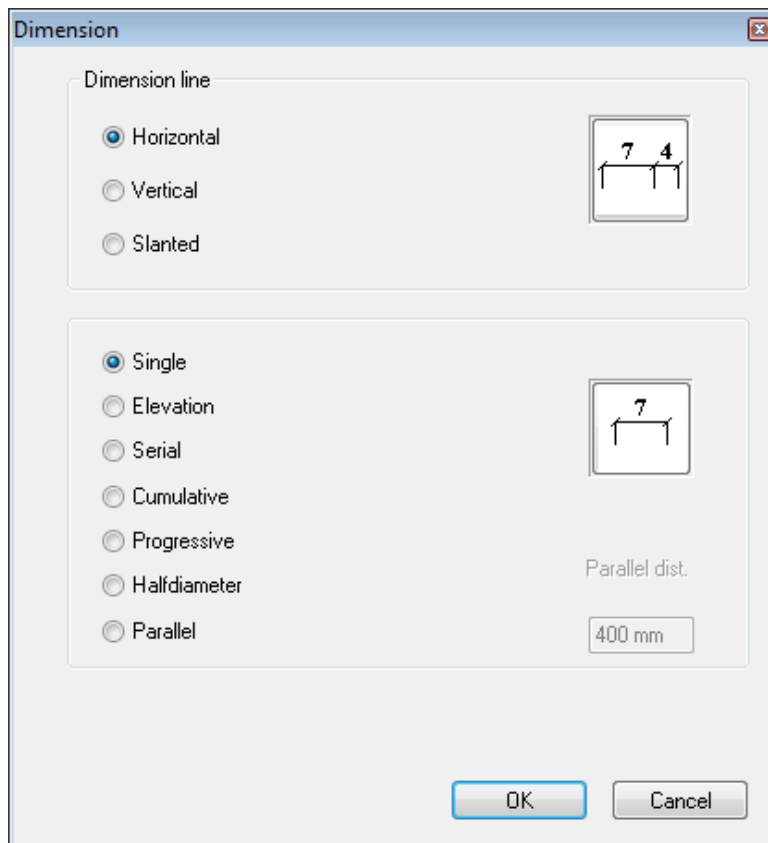 Dimension
Dimension line
Horizontal
7 4
Vertical
Slanted
Single
7
Elevation
Serial
Cumulative
Progressive
Parallel dist.
Halfdiameter
Parallel
400 mm
OK Cancel